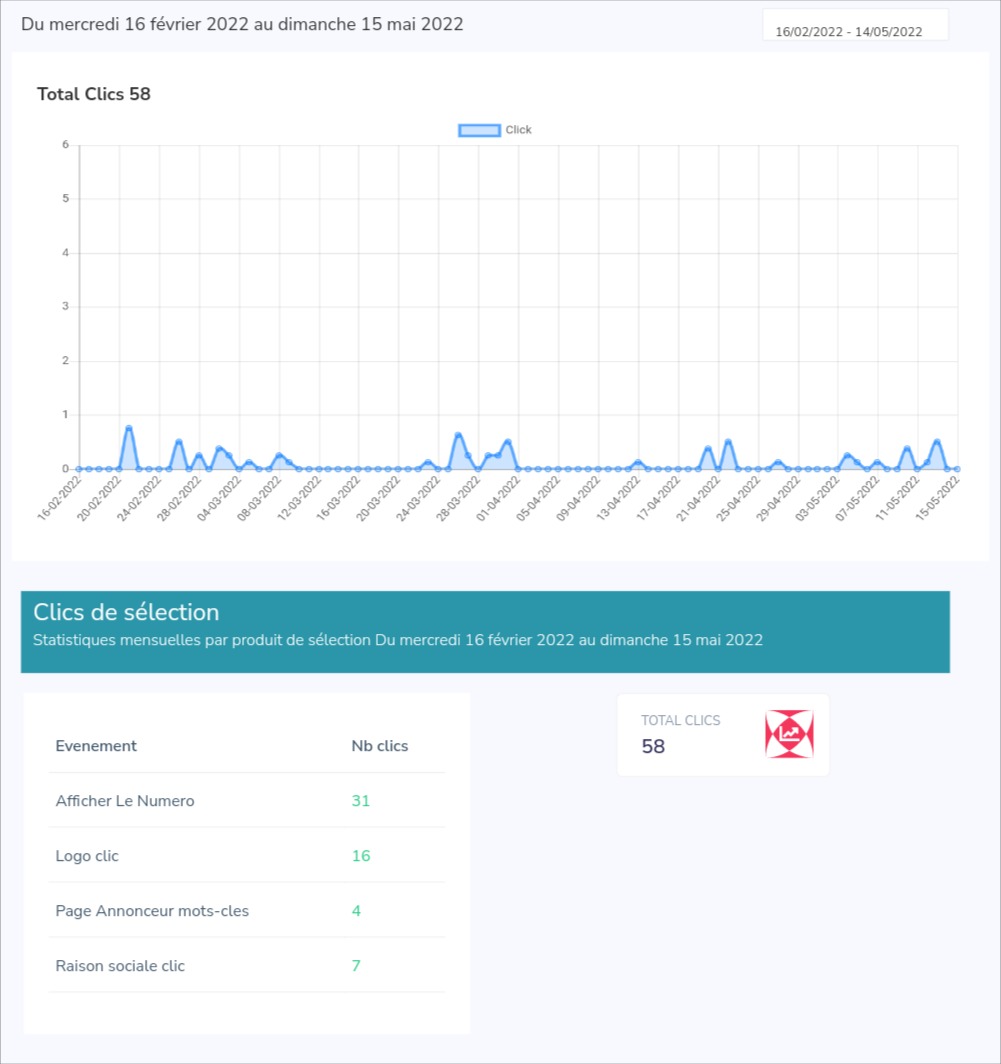 Du mercredi 16 février 2022 au dimanche 15 mai 2022
16/02/2022 - 14/05/2022
Total Clics 58
Click
6
5
4
3
2
1
0
16-02-2022
20-02-2022
24-02-2022
28-02-2022
04-03-2022
08-03-2022
12-03-2022
16-03-2022
20-03-2022
24-03-2022
28-03-2022
01-04-2022
05-04-2022
09-04-2022
13-04-2022
17-04-2022
21-04-2022
25-04-2022
29-04-2022
03-05-2022
07-05-2022
11-05-2022
15-05-2022
Clics de sélection
Statistiques mensuelles par produit de sélection Du mercredi 16 février 2022 au dimanche 15 mai 2022
Evenement Nb clics
Afficher Le Numero 31
Logo clic 16
Page Annonceur mots-cles 4
Raison sociale clic 7
TOTAL CLICS
58